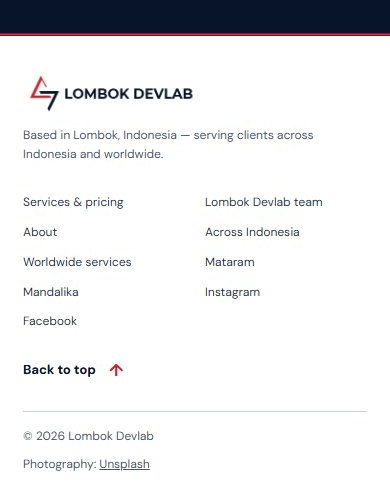 LOMBOK DEVLAB
Based in Lombok, Indonesia — serving clients across
Indonesia and worldwide.
Services & pricing
Lombok Devlab team
About
Across Indonesia
Worldwide services
Mataram
Mandalika
Instagram
Facebook
Back to top
© 2026 Lombok Devlab
Photography: Unsplash